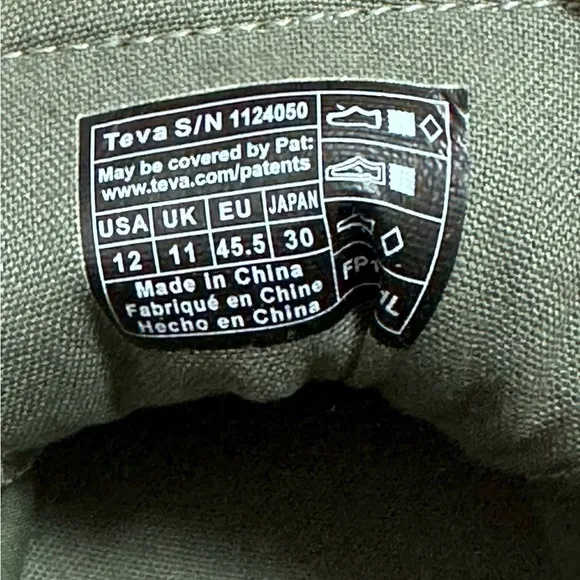 Teva S/N 1124050
May be covered by Pat:
www.teva.com/patents
USA UK EU JAPAN
12 11 45.5 30
Made in China
Fabriqué en Chine
Hecho en China